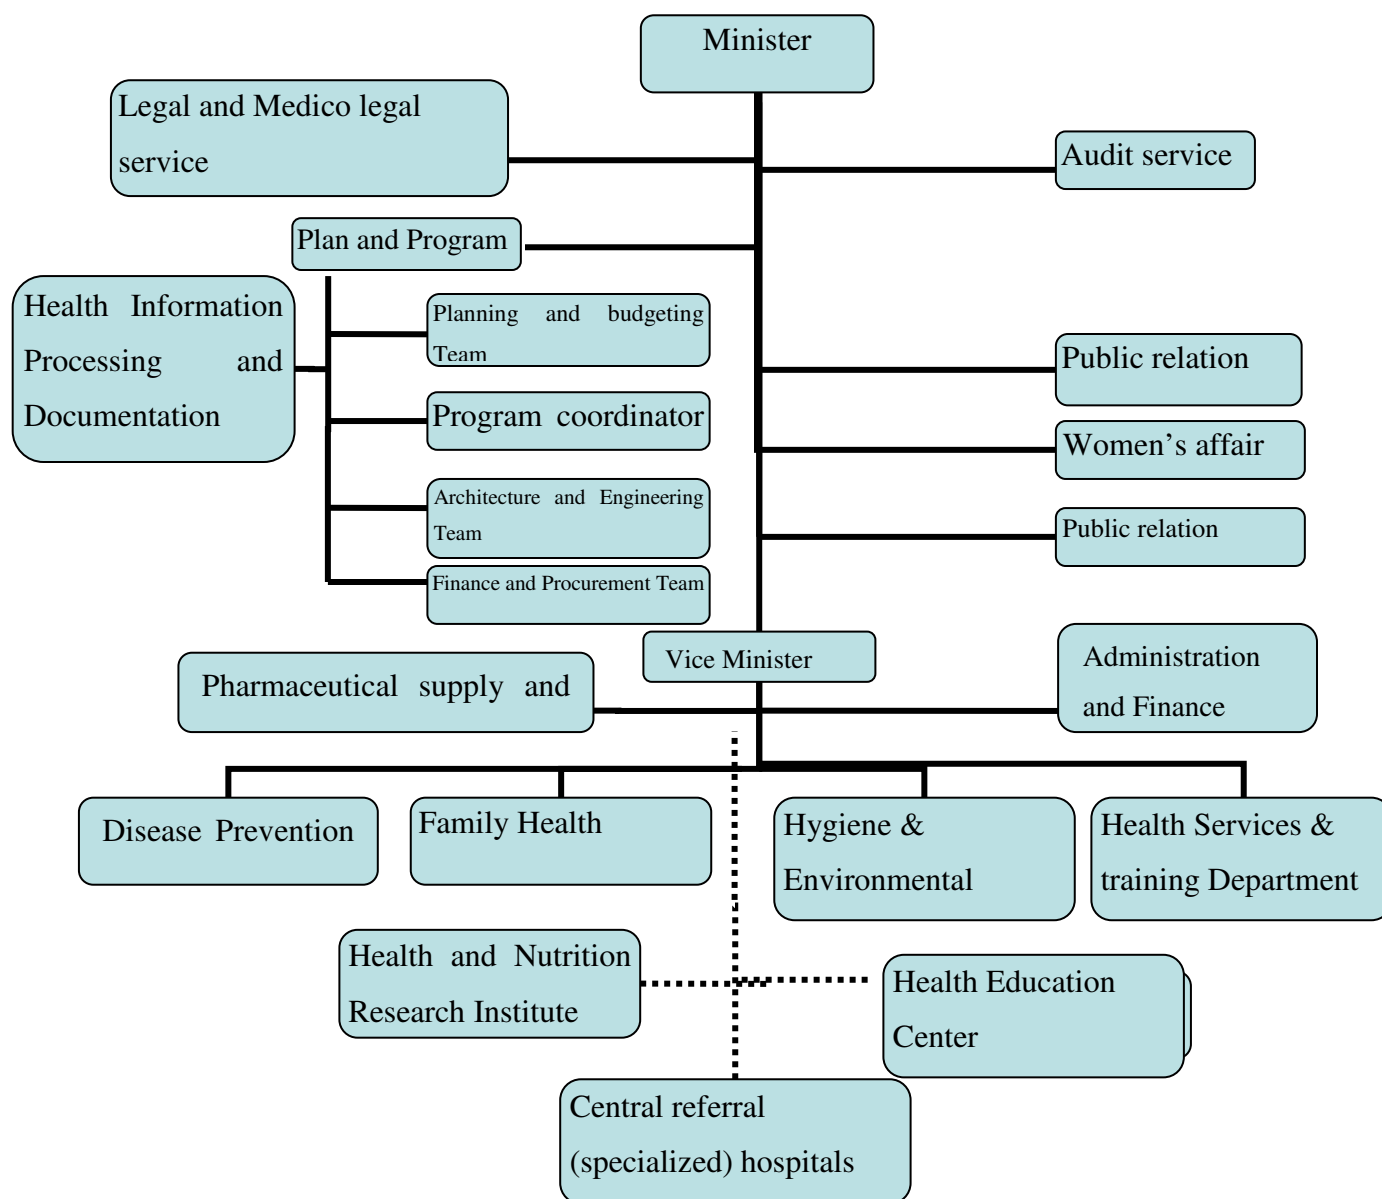 Minister
Legal and Medico legal
service
Audit service
Plan and Program
Health Information
Processing and
Documentation
Planning and budgeting
Team
Program coordinator
Architecture and Engineering
Team
Finance and Procurement Team
Public relation
Women’s affair
Public relation
Vice Minister
Pharmaceutical supply and
Administration
and Finance
Disease Prevention
Family Health
Hygiene &
Environmental
Health Services &
training Department
Health and Nutrition
Research Institute
Health Education
Center
Central referral
(specialized) hospitals